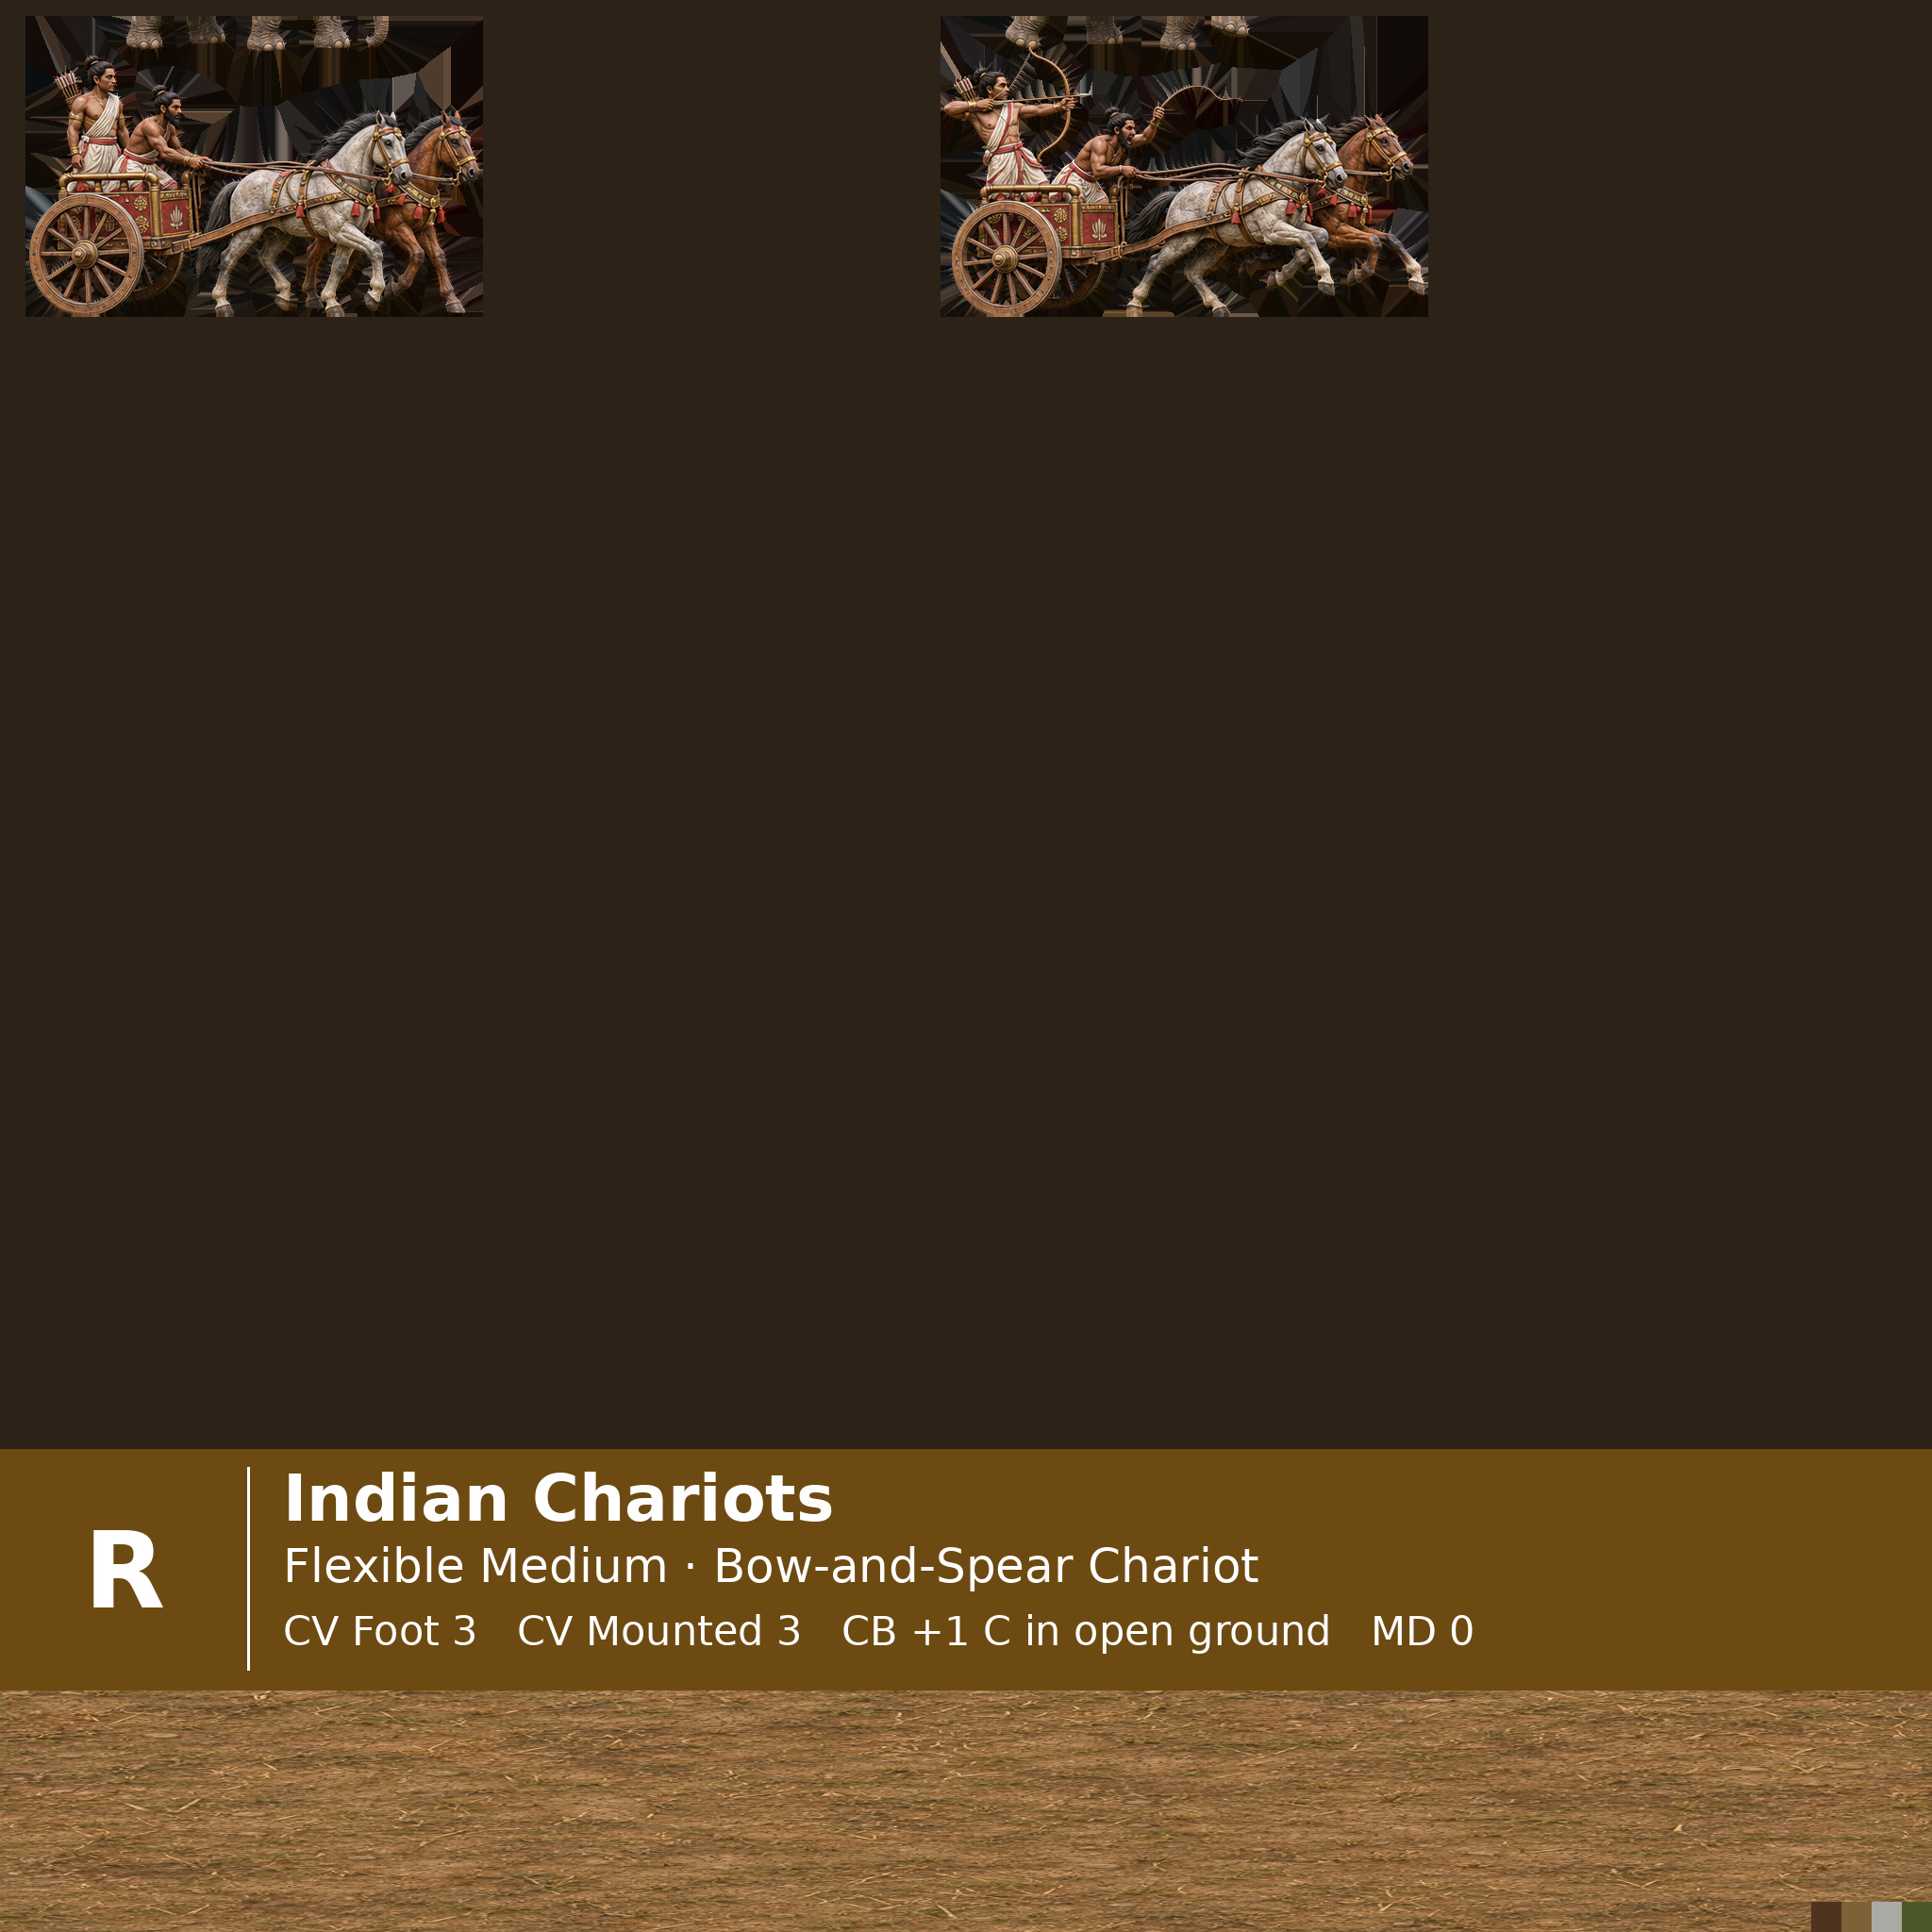 R
Indian Chariots
Flexible Medium · Bow-and-Spear Chariot
CV Foot 3 CV Mounted 3 CB +1 C in open ground MD 0